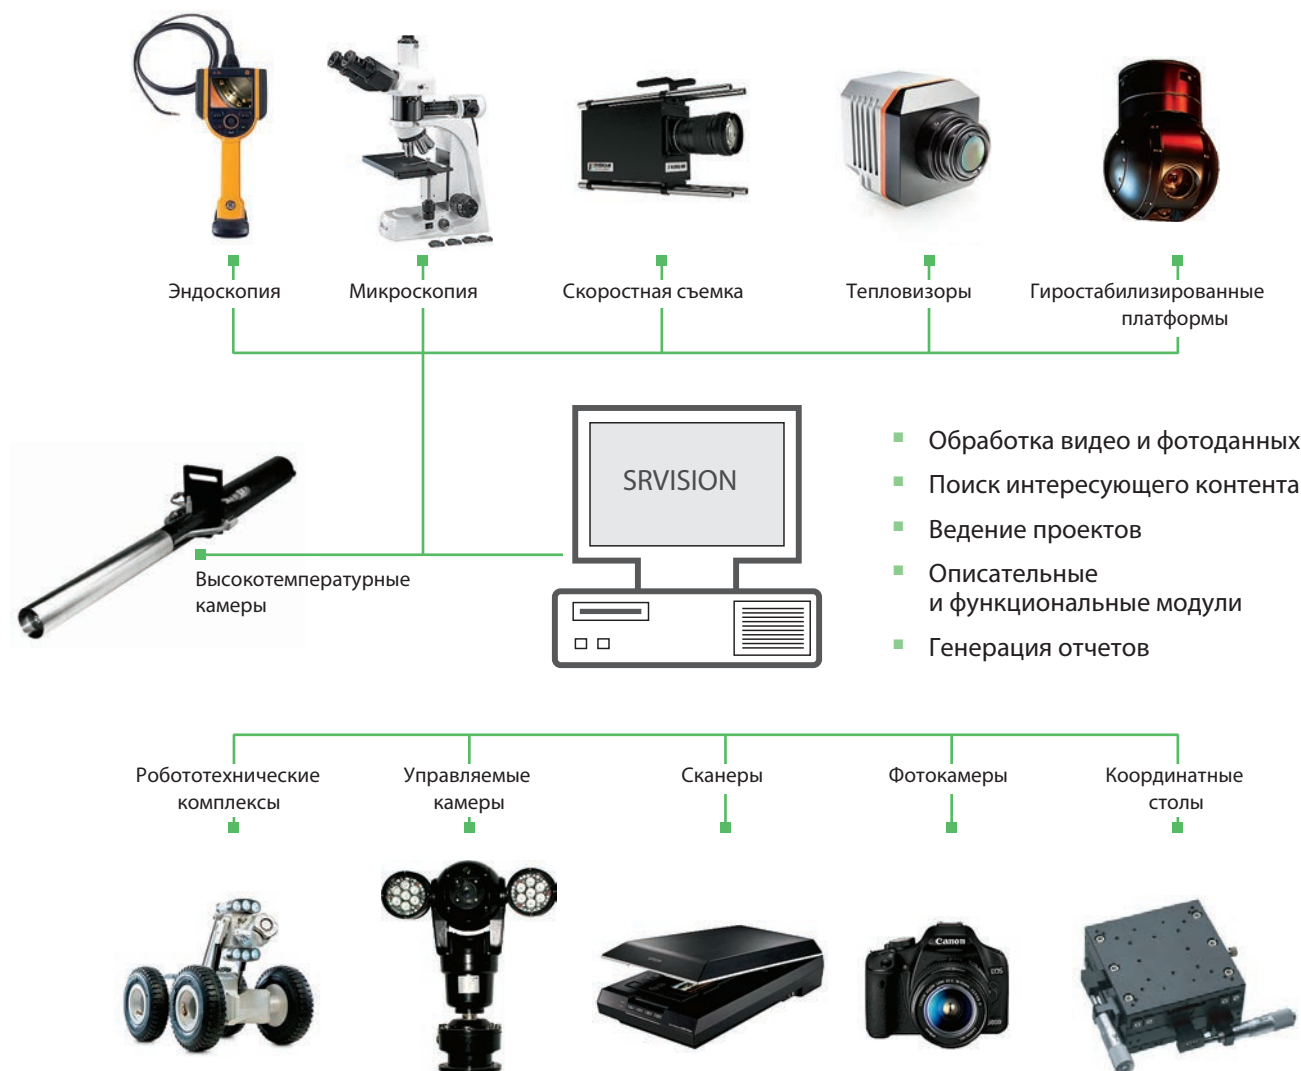 Эндоскопия
Микроскопия
Скоростная съемка
Тепловизоры
Гиростабилизированные
платформы
Высокотемпературные
камеры
SRVISION
Обработка видео и фотоданных
Поиск интересующего контента
Ведение проектов
Описательные
и функциональные модули
Генерация отчетов
Робототехнические
комплексы
Управляемые
камеры
Сканеры
Фотокамеры
Координатные
столы
Canon
EOS